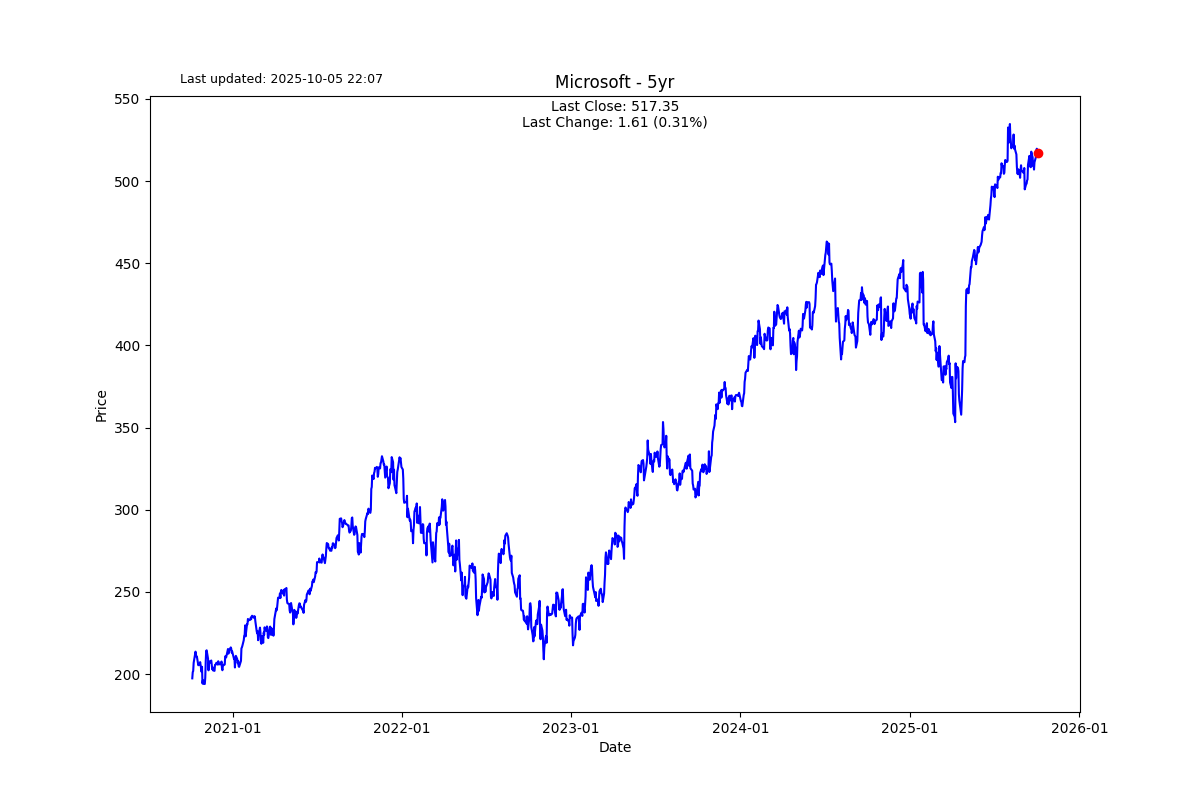 Last updated: 2025-10-05 22:07
Microsoft - 5yr
Last Close: 517.35
Last Change: 1.61 (0.31%)
550
500
450
400
350
300
250
200
Price
2021-01 2022-01 2023-01 2024-01 2025-01 2026-01
Date